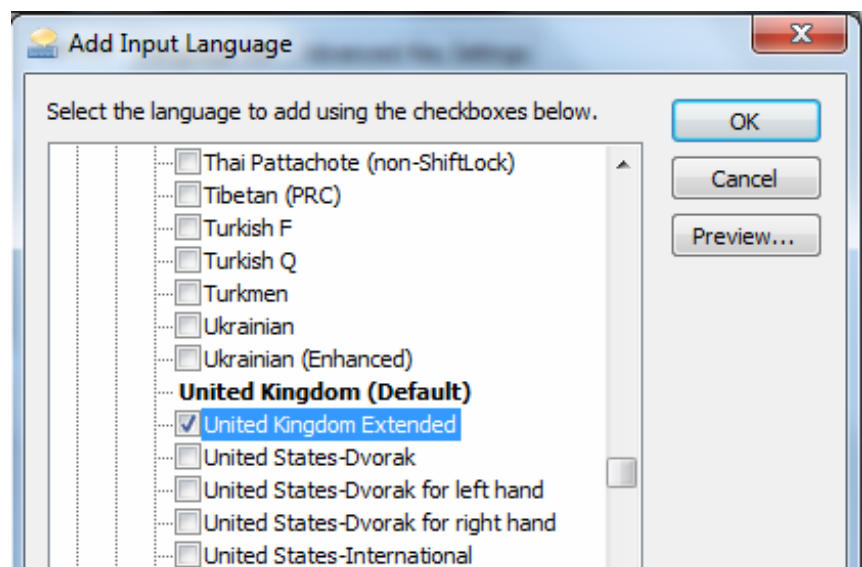 Add Input Language
Select the language to add using the checkboxes below.
OK
Cancel
Preview...
Thai Pattachote (non-ShiftLock)
Tibetan (PRC)
Turkish F
Turkish Q
Turkmen
Ukrainian
Ukrainian (Enhanced)
United Kingdom (Default)
United Kingdom Extended
United States-Dvorak
United States-Dvorak for left hand
United States-Dvorak for right hand
United States-International